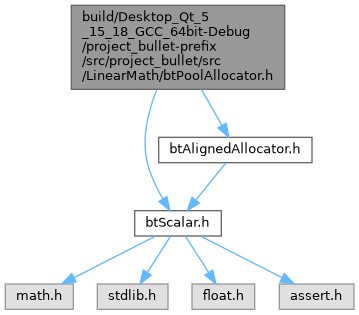 build/Desktop_Qt_5
_15_18_GCC_64bit-Debug
/project_bullet-prefix
/src/project_bullet/src
/LinearMath/btPoolAllocator.h
btAlignedAllocator.h
btScalar.h
math.h
stdlib.h
float.h
assert.h